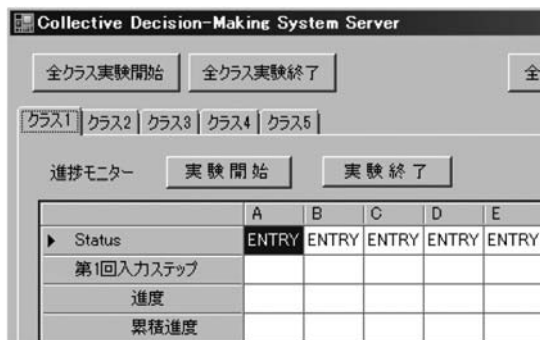 Collective Decision-Making System Server
全クラス実験開始 全クラス実験終了 全
クラス1 クラス2 クラス3 クラス4 クラス5
進捗モニター 実験開始 実験終了
A B C D E
Status ENTRY ENTRY ENTRY ENTRY ENTRY
第1回入力ステップ
進度
累積進度